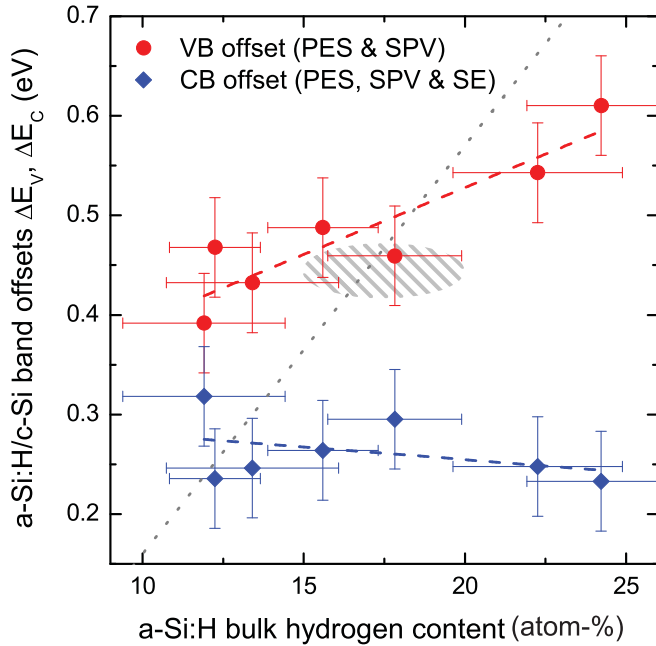 VB offset (PES & SPV)
CB offset (PES, SPV & SE)
a-Si:H/c-Si band offsets ΔE_V, ΔE_C (eV)
0.7
0.6
0.5
0.4
0.3
0.2
10
15
20
25
a-Si:H bulk hydrogen content (atom-%)